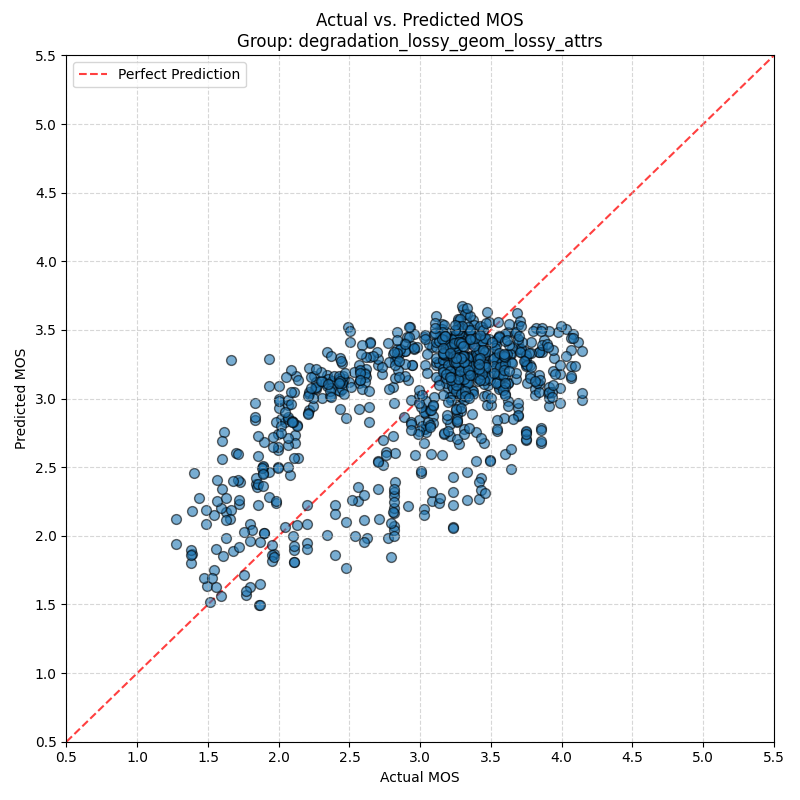 Actual vs. Predicted MOS
Group: degradation_lossy_geom_lossy_attrs
Perfect Prediction
5.5
5.0
4.5
4.0
3.5
3.0
2.5
2.0
1.5
1.0
0.5
Predicted MOS
0.5 1.0 1.5 2.0 2.5 3.0 3.5 4.0 4.5 5.0 5.5
Actual MOS